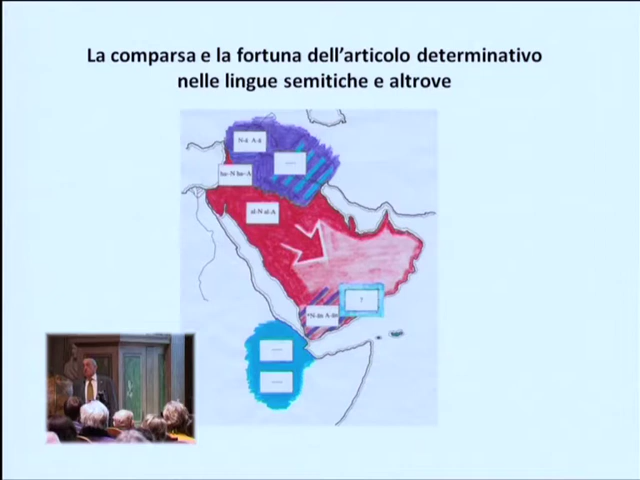 La comparsa e la fortuna dell'articolo determinativo
nelle lingue semitiche e altrove
N-ā A-ā
-----
ha-N ha-A
al-N al-A
?
-----
-----